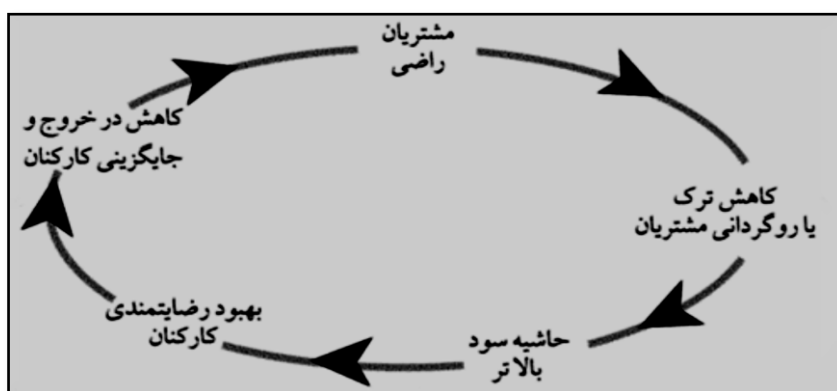 مشتریان
راضی
کاهش ترک
یا روگردانی مشتریان
حاشیه سود
بالا تر
بهبود رضایتمندی
کارکنان
کاهش در خروج و
جایگزینی کارکنان